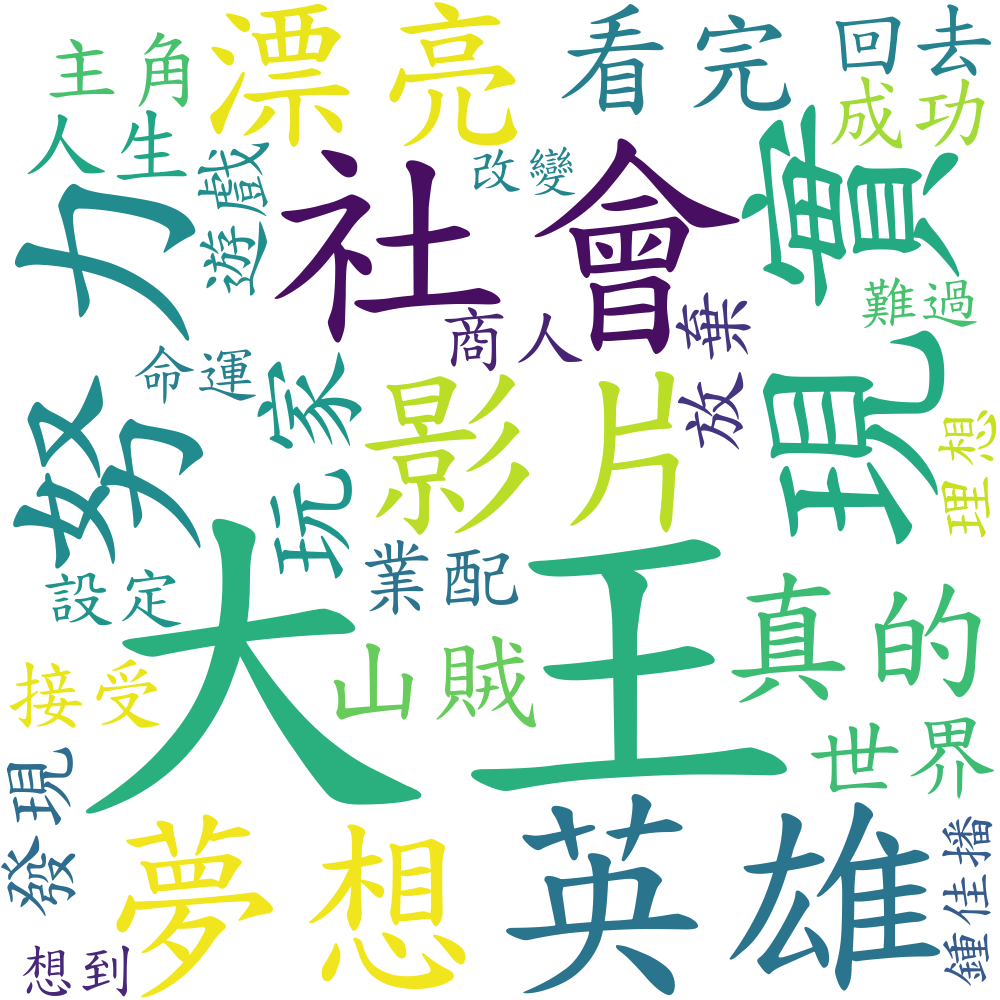 主角
漂亮
看完
回去
人生
成功
遊戲
社會
改變
現實
努力
難過
商人
放棄
命運
玩家
影片
理想
大王
業配
設定
真的
接受
山賊
世界
發現
夢想
英雄
鍾佳播
想到